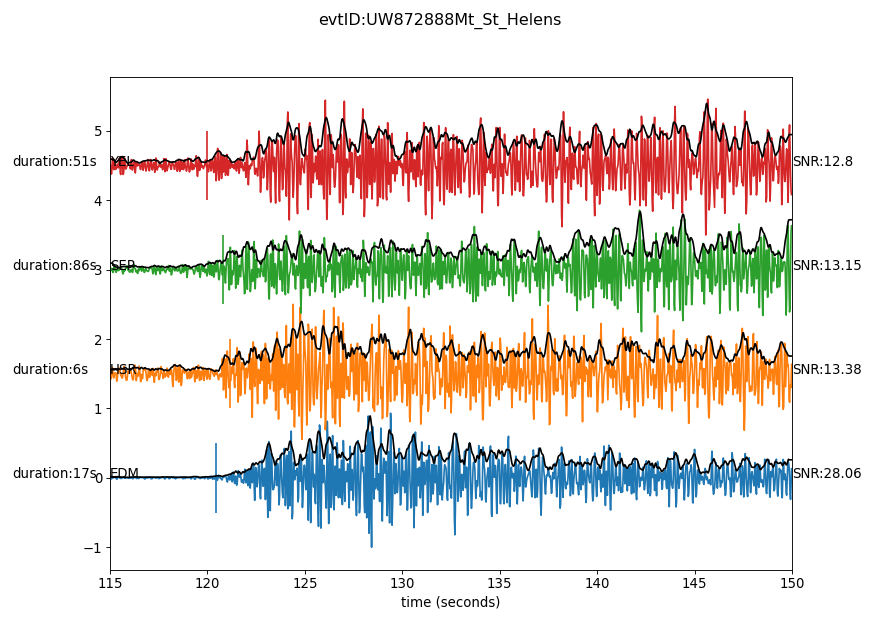 evtID:UW872888Mt_St_Helens
5
duration:51s YEL SNR:12.8
4
duration:86s 3 SEP SNR:13.15
2
duration:6s HSR SNR:13.38
1
duration:17s 0 EDM SNR:28.06
−1
115 120 125 130 135 140 145 150
time (seconds)